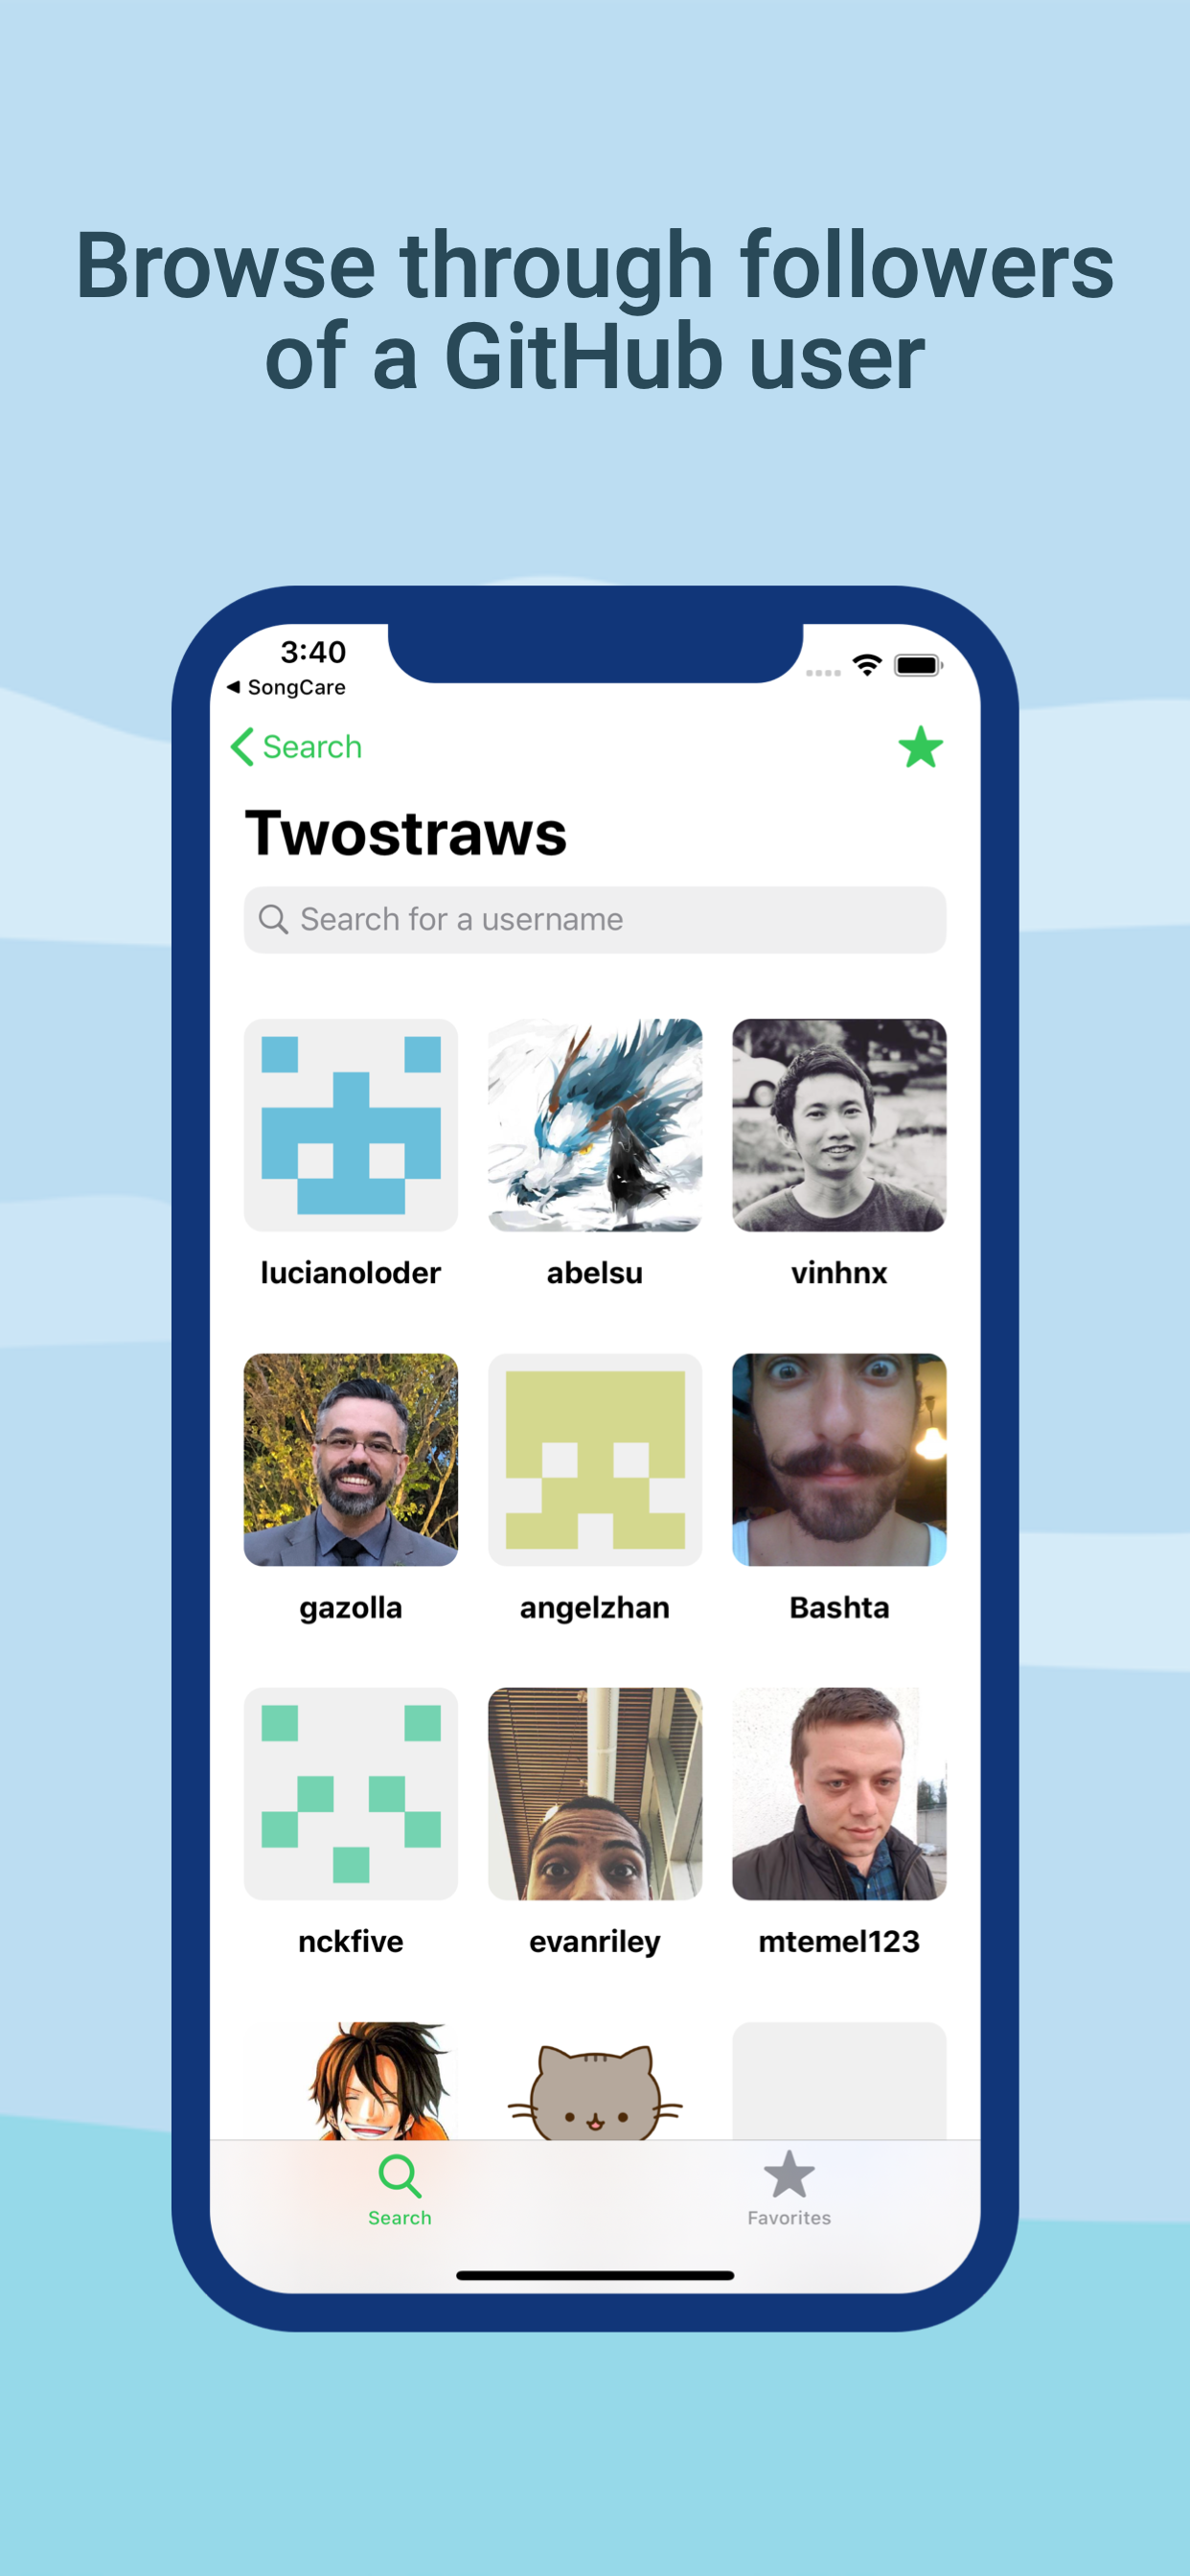 Browse through followers
of a GitHub user
3:40
◀ SongCare
Search
Twostraws
Search for a username
lucianoloder abelsu vinhnx
gazolla angelzhan Bashta
nckfive evanriley mtemel123
Search Favorites